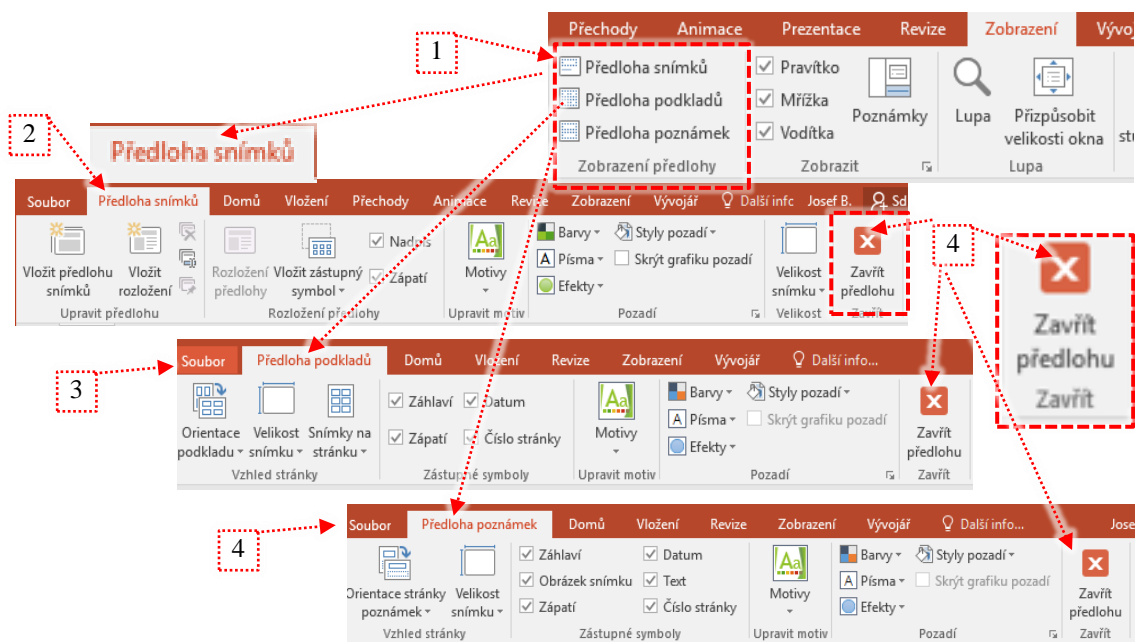 Přechody Animace Prezentace Revize Zobrazení Vývoj
1
Předloha snímků
Předloha podkladů
Předloha poznámek
Zobrazení předlohy
Pravítko
Mřížka
Vodítka
Poznámky
Zobrazit
Lupa
Přizpůsobit
velikosti okna
Lupa
2
Předloha snímků
Soubor Předloha snímků Domů Vložení Přechody Animace Revize Zobrazení Vývojář Další infc Josef B. Sd
Vložit předlohu
snímků
Vložit
rozložení
Upravit předlohu
Rozložení
předlohy
Vložit zástupný
symbol
Nadpis
Zápatí
Rozložení předlohy
Motivy
Upravit motiv
Barvy
Písma
Efekty
Styly pozadí
Skrýt grafiku pozadí
Pozadí
Velikost
snímku
Velikost
Zavřít
předlohu
Zavřít
4
Zavřít
předlohu
Zavřít
3
Soubor Předloha podkladů Domů Vložení Revize Zobrazení Vývojář Další info...
Orientace
podkladu
Velikost
snímku
Snímky na
stránku
Vzhled stránky
Záhlaví Datum
Zápatí Číslo stránky
Zástupné symboly
Motivy
Upravit motiv
Barvy
Písma
Efekty
Styly pozadí
Skrýt grafiku pozadí
Pozadí
Zavřít
předlohu
Zavřít
4
Soubor Předloha poznámek Domů Vložení Revize Zobrazení Vývojář Další info... Jose
Orientace stránky
poznámek
Velikost
snímku
Vzhled stránky
Záhlaví Datum
Obrázek snímku Text
Zápatí Číslo stránky
Zástupné symboly
Motivy
Upravit motiv
Barvy
Písma
Efekty
Styly pozadí
Skrýt grafiku pozadí
Pozadí
Zavřít
předlohu
Zavřít